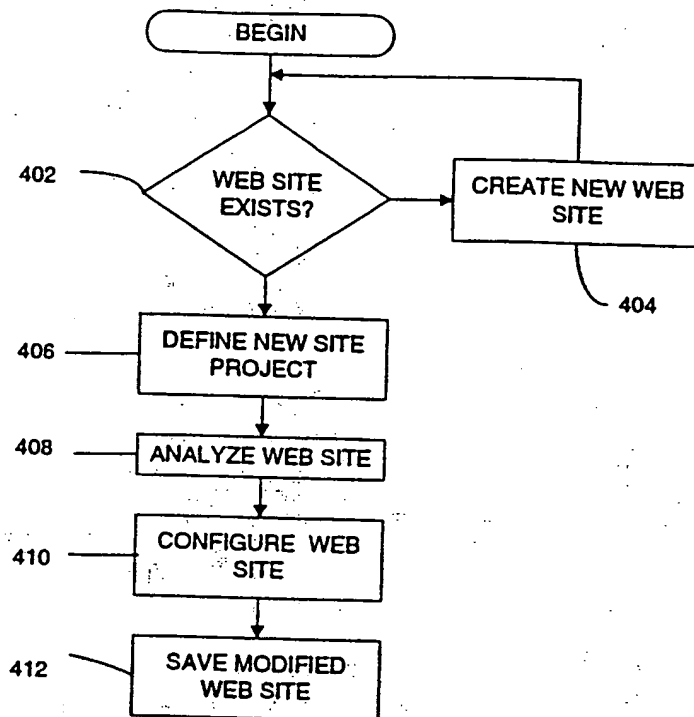 BEGIN
402
WEB SITE
EXISTS?
CREATE NEW WEB
SITE
404
406
DEFINE NEW SITE
PROJECT
408
ANALYZE WEB SITE
410
CONFIGURE WEB
SITE
412
SAVE MODIFIED
WEB SITE